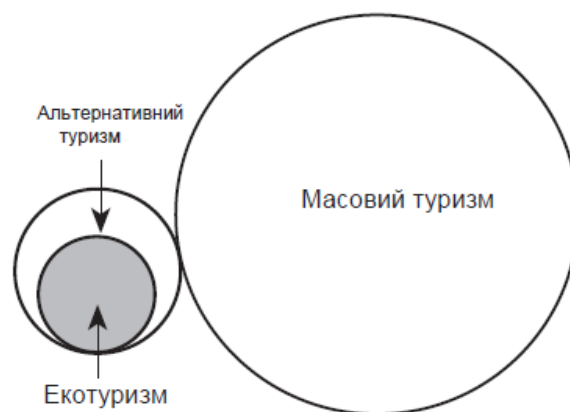 Альтернативний
туризм
Масовий туризм
Екотуризм